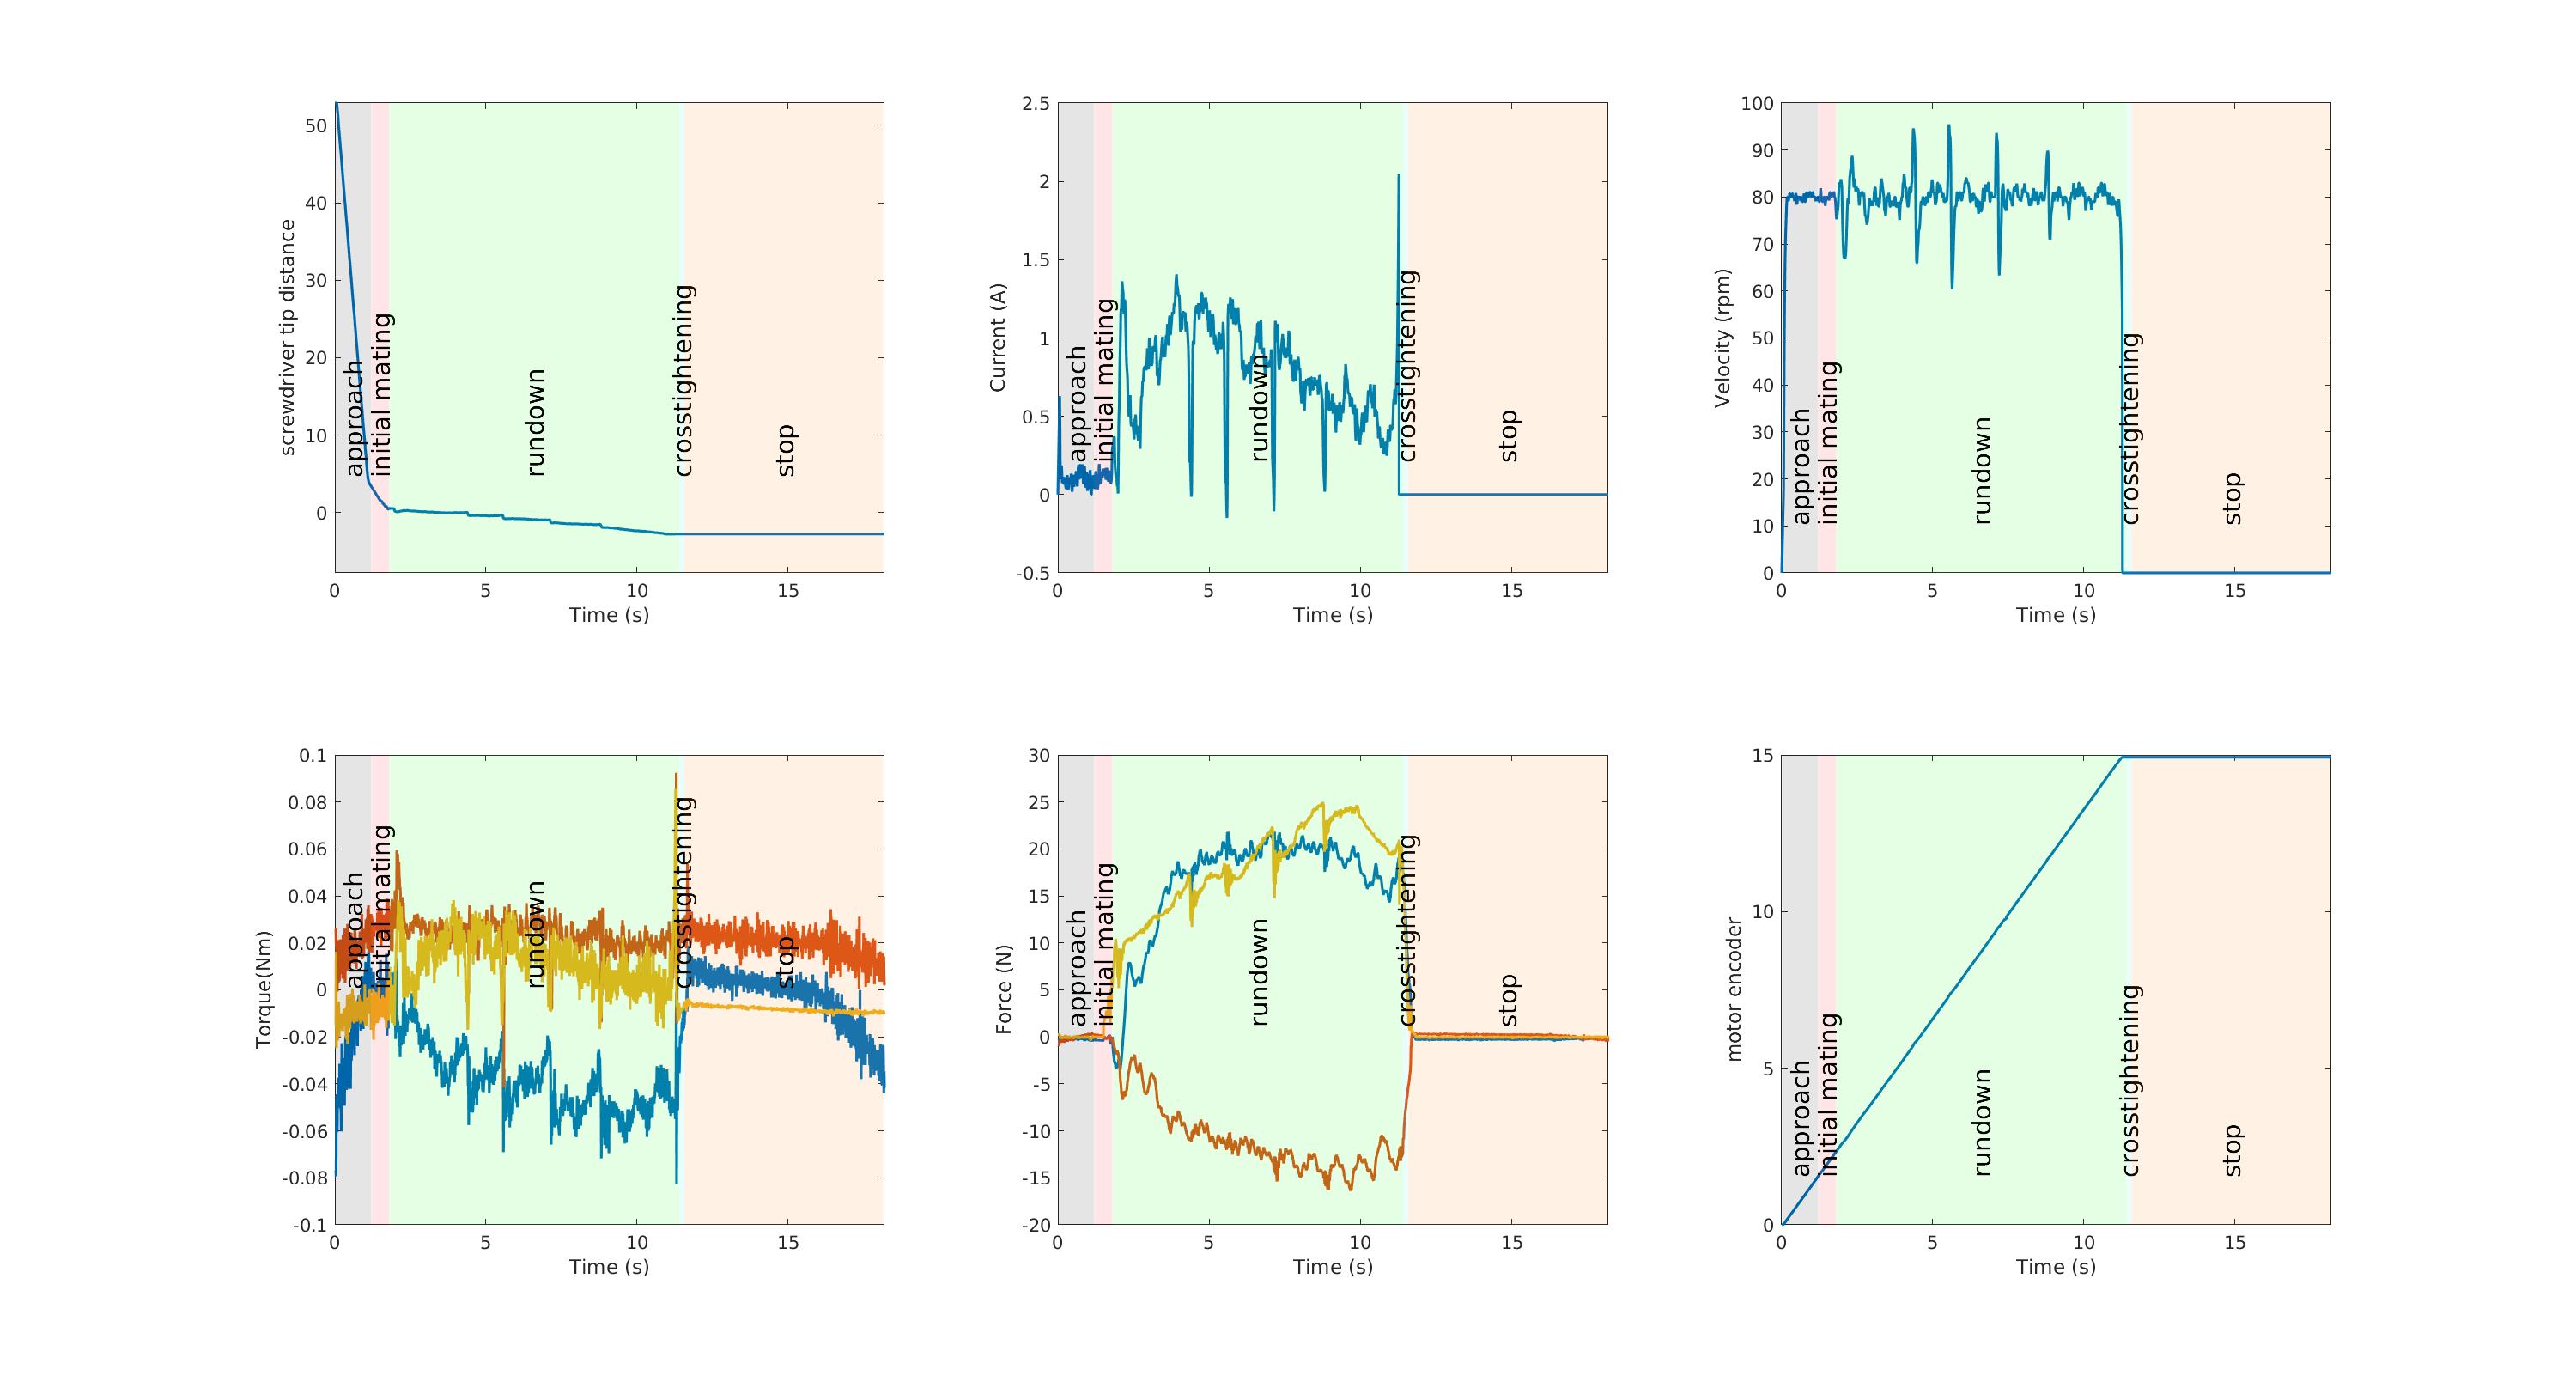 screwdriver tip distance
50
40
30
20
10
0
approach
initial mating
rundown
crosstightening
stop
0 5 10 15
Time (s)
Current (A)
2.5
2
1.5
1
0.5
0
-0.5
approach
initial mating
rundown
crosstightening
stop
0 5 10 15
Time (s)
Velocity (rpm)
100
90
80
70
60
50
40
30
20
10
0
approach
initial mating
rundown
crosstightening
stop
0 5 10 15
Time (s)
Torque(Nm)
0.1
0.08
0.06
0.04
0.02
0
-0.02
-0.04
-0.06
-0.08
-0.1
approach
initial mating
rundown
crosstightening
stop
0 5 10 15
Time (s)
Force (N)
30
25
20
15
10
5
0
-5
-10
-15
-20
approach
initial mating
rundown
crosstightening
stop
0 5 10 15
Time (s)
motor encoder
15
10
5
0
approach
initial mating
rundown
crosstightening
stop
0 5 10 15
Time (s)